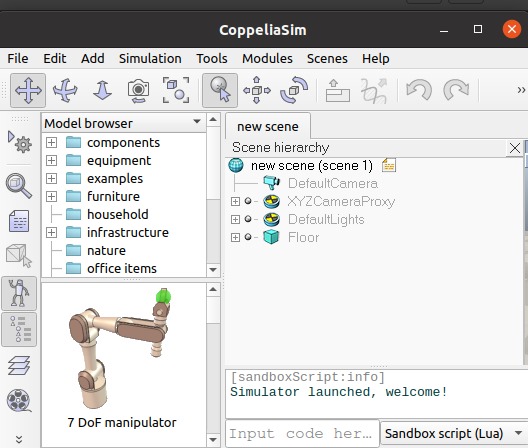 CoppeliaSim
File Edit Add Simulation Tools Modules Scenes Help
Model browser
components
equipment
examples
furniture
household
infrastructure
nature
office items
7 DoF manipulator
new scene
Scene hierarchy
new scene (scene 1)
DefaultCamera
XYZCameraProxy
DefaultLights
Floor
[sandboxScript:info]
Simulator launched, welcome!
Input code her...
Sandbox script (Lua)